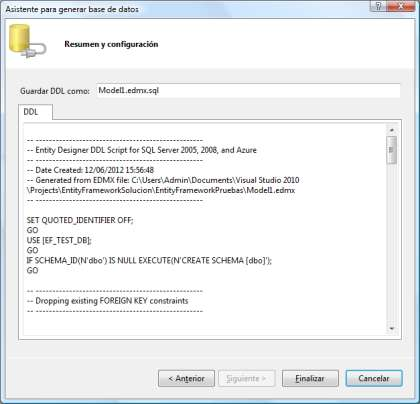 Asistente para generar base de datos
Resumen y configuración
Guardar DDL como: Model1.edmx.sql
DDL
-- --------------------------------------------------
-- Entity Designer DDL Script for SQL Server 2005, 2008, and Azure
-- --------------------------------------------------
-- Date Created: 12/06/2012 15:56:48
-- Generated from EDMX file: C:\Users\Admin\Documents\Visual Studio 2010
\Projects\EntityFrameworkSolucion\EntityFrameworkPruebas\Model1.edmx
-- --------------------------------------------------
SET QUOTED_IDENTIFIER OFF;
GO
USE [EF_TEST_DB];
GO
IF SCHEMA_ID(N'dbo') IS NULL EXECUTE(N'CREATE SCHEMA [dbo]');
GO
-- --------------------------------------------------
-- Dropping existing FOREIGN KEY constraints
-- --------------------------------------------------
< Anterior Siguiente > Finalizar Cancelar